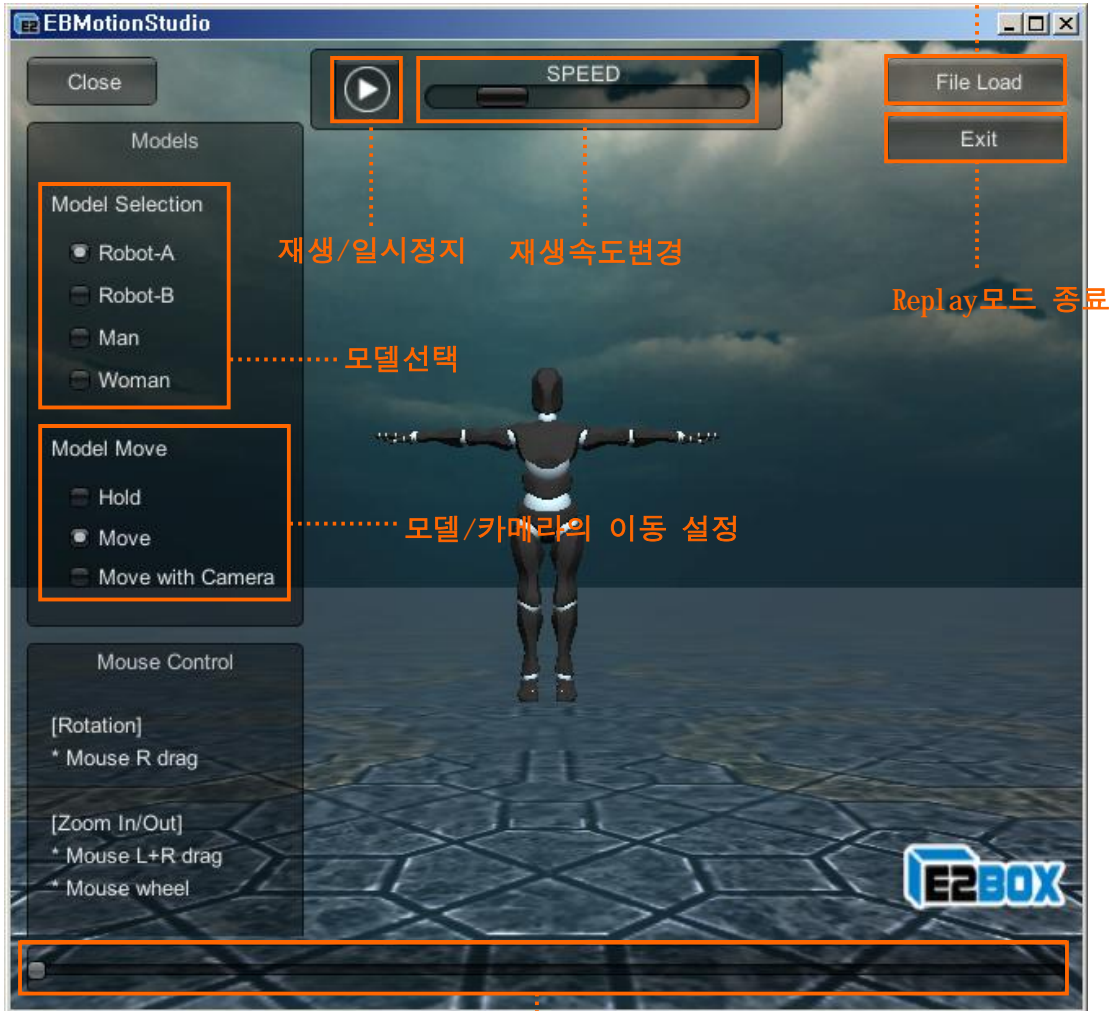 EBMotionStudio
Close
SPEED
File Load
Exit
Models
Model Selection
Robot-A
Robot-B
Man
Woman
재생/일시정지
재생속도변경
Replay모드 종료
모델선택
Model Move
Hold
Move
Move with Camera
모델/카메라의 이동 설정
Mouse Control
[Rotation]
* Mouse R drag
[Zoom In/Out]
* Mouse L+R drag
* Mouse wheel
E2BOX